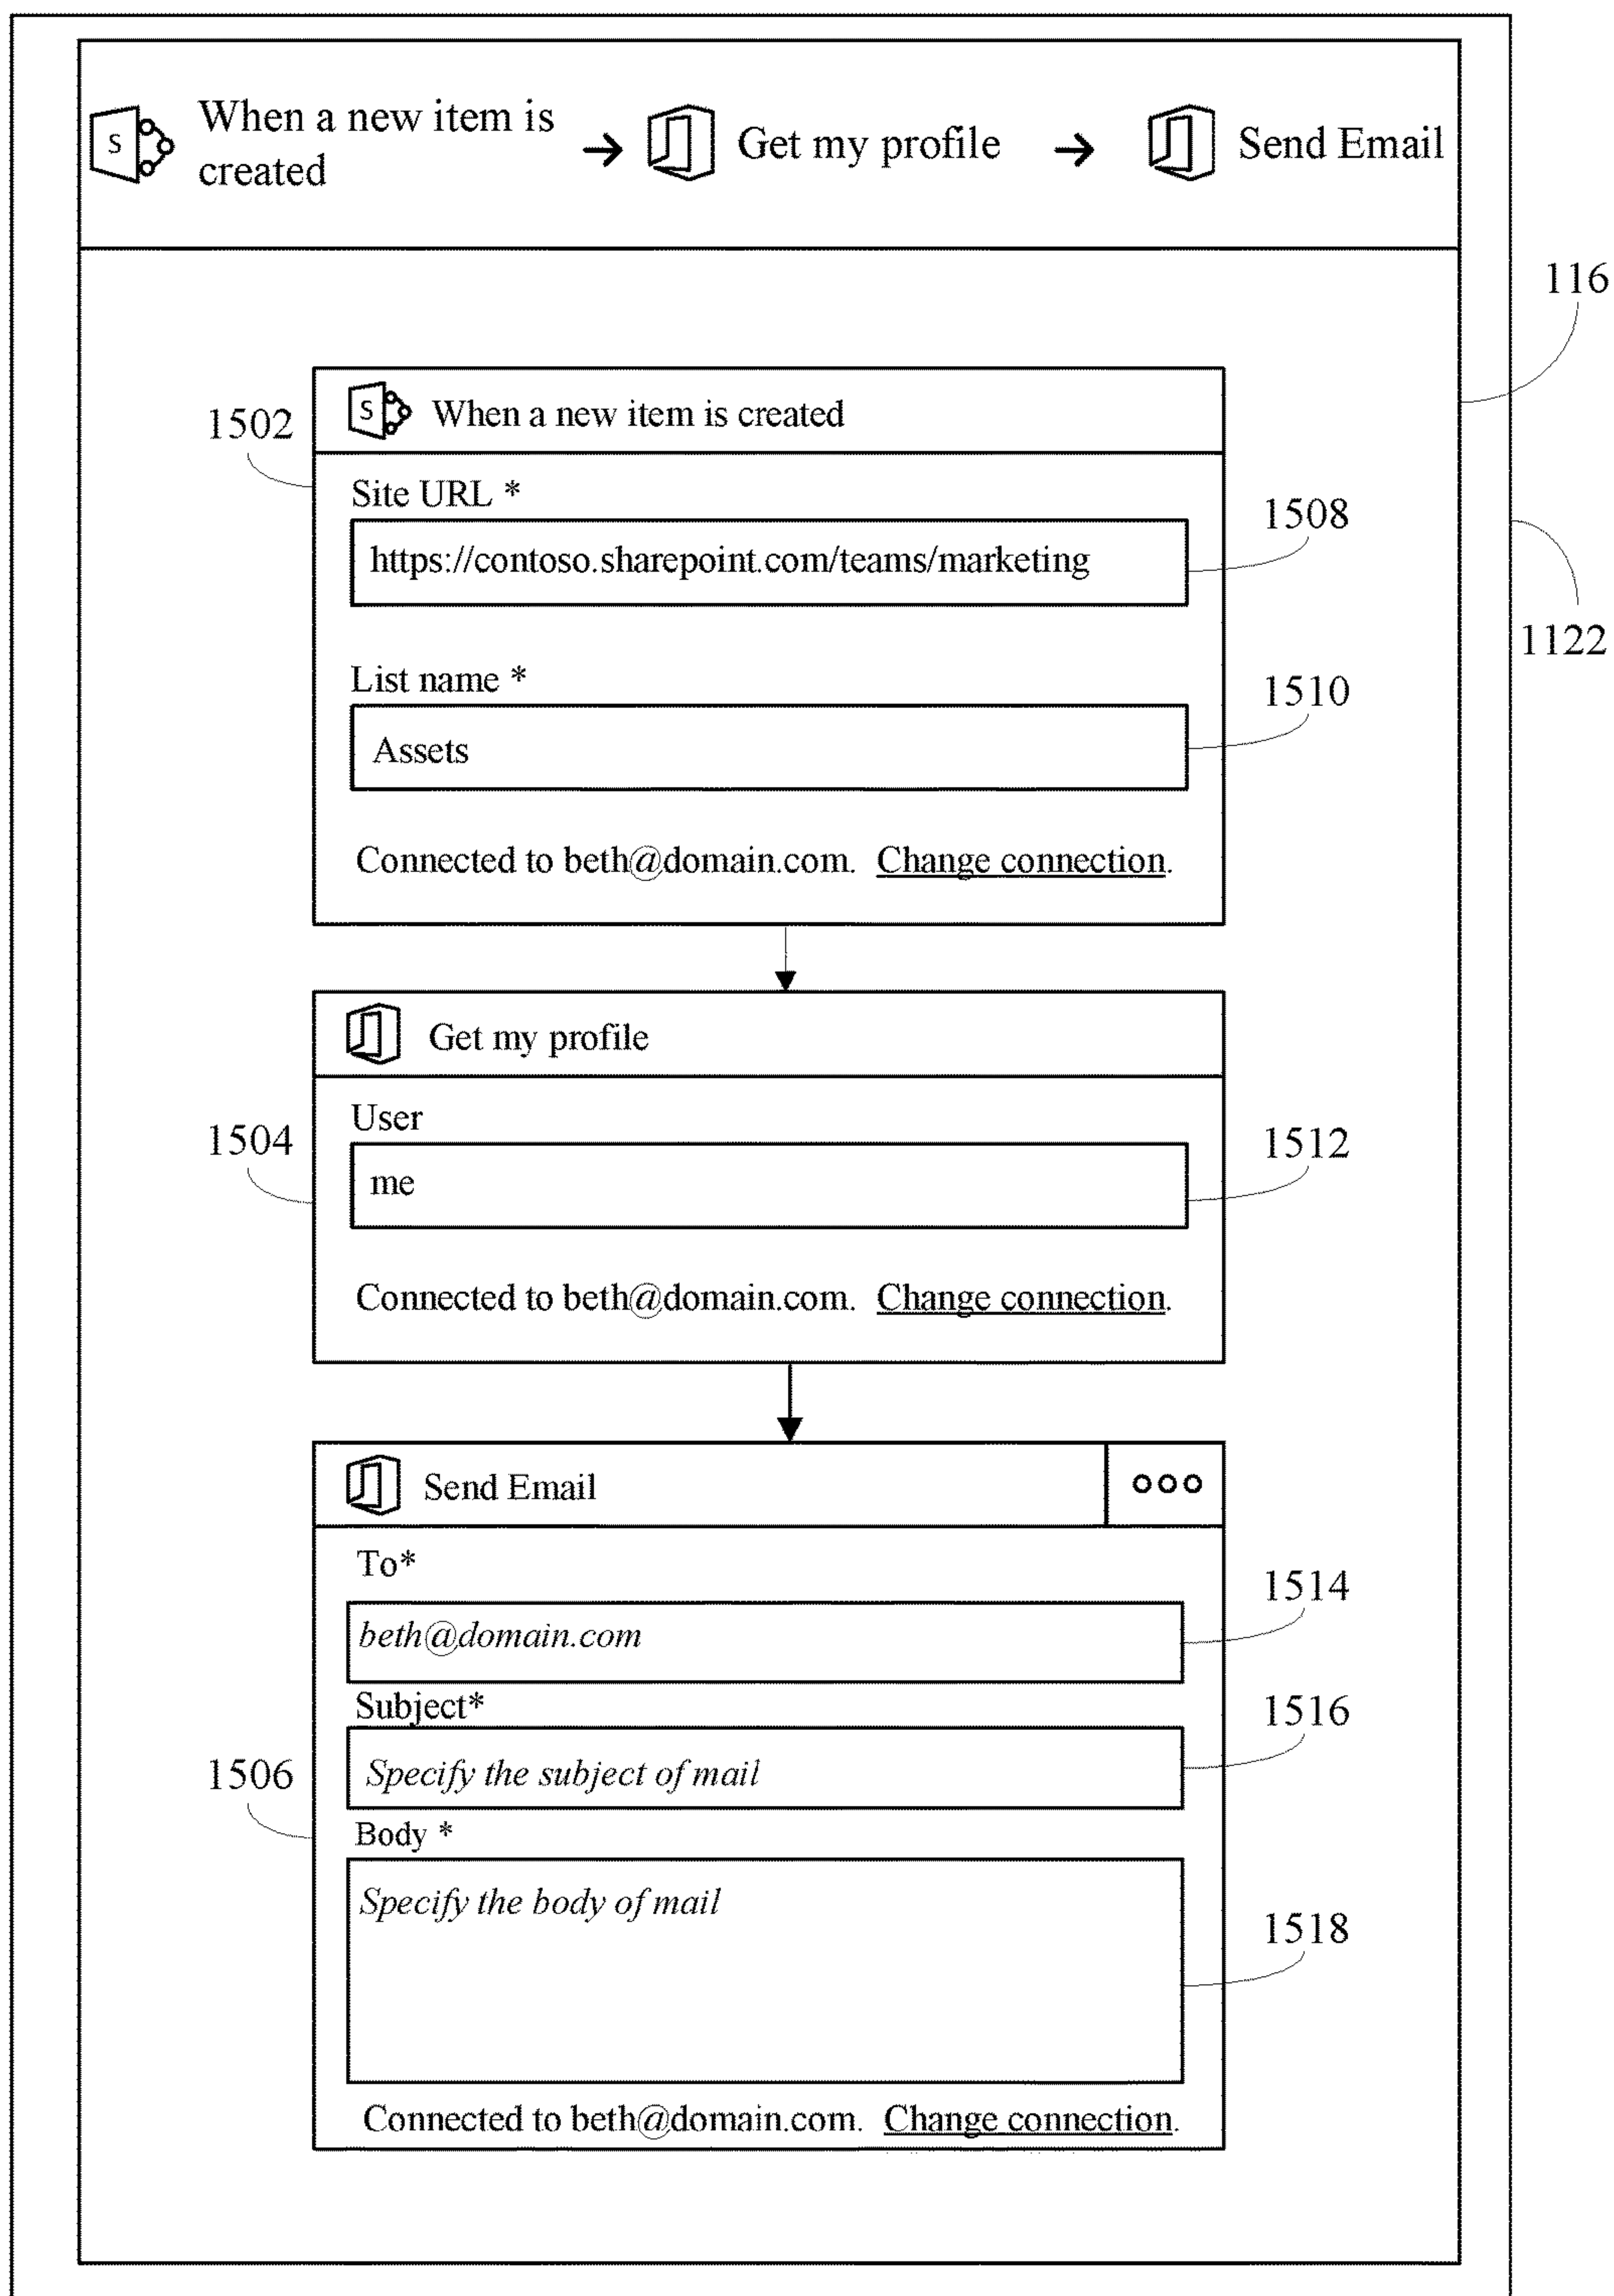 When a new item is
created
→ Get my profile → Send Email
116
1122
S When a new item is created
1502
Site URL *
1508
https://contoso.sharepoint.com/teams/marketing
List name *
1510
Assets
Connected to beth@domain.com. Change connection.
Get my profile
1504
User
1512
me
Connected to beth@domain.com. Change connection.
Send Email
To*
1514
beth@domain.com
Subject*
1516
Specify the subject of mail
1506
Body *
Specify the body of mail
1518
Connected to beth@domain.com. Change connection.